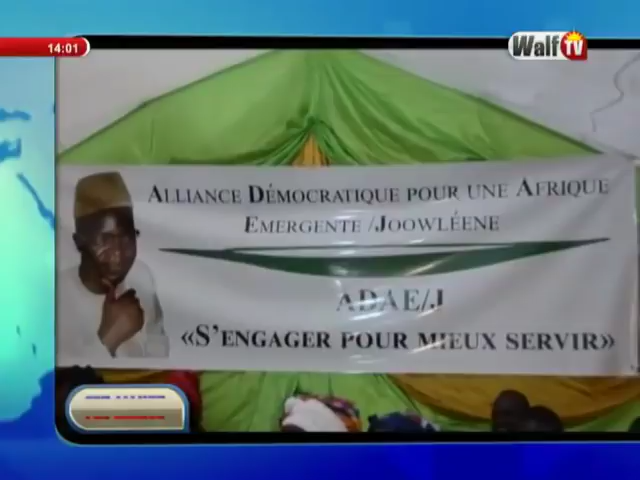 14:01
Walf TV
ALLIANCE DÉMOCRATIQUE POUR UNE AFRIQUE
EMERGENTE /JOOWLÉENE
ADAE/J
«S'ENGAGER POUR MIEUX SERVIR»